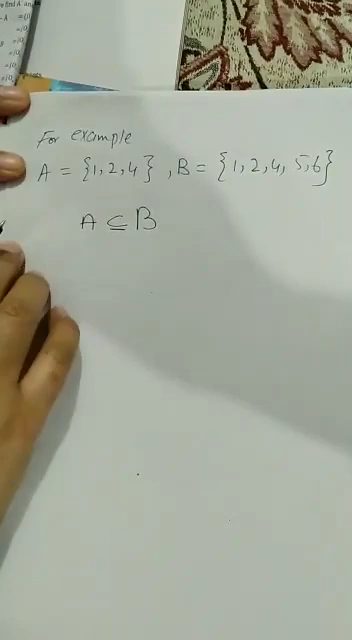 For example
A = {1, 2, 4} , B = {1, 2, 4, 5, 6}
A ⊆ B